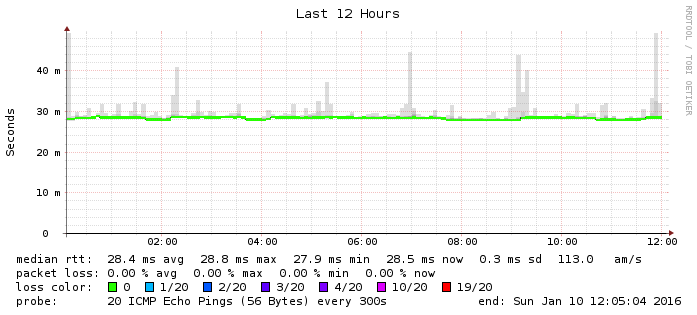 Last 12 Hours
RRDTOOL / TOBI OETIKER
Seconds
40 m
30 m
20 m
10 m
0
02:00 04:00 06:00 08:00 10:00 12:00
median rtt: 28.4 ms avg 28.8 ms max 27.9 ms min 28.5 ms now 0.3 ms sd 113.0 am/s
packet loss: 0.00 % avg 0.00 % max 0.00 % min 0.00 % now
loss color: 0 1/20 2/20 3/20 4/20 10/20 19/20
probe: 20 ICMP Echo Pings (56 Bytes) every 300s end: Sun Jan 10 12:05:04 2016